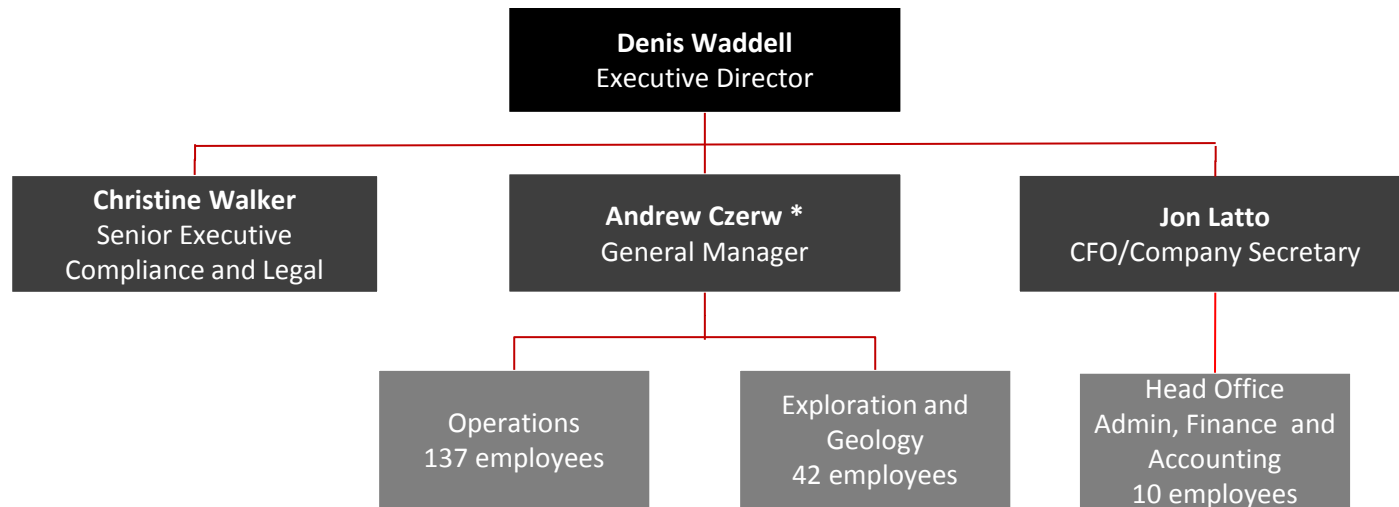 Denis Waddell
Executive Director
Christine Walker
Senior Executive
Compliance and Legal
Andrew Czerw *
General Manager
Jon Latto
CFO/Company Secretary
Operations
137 employees
Exploration and
Geology
42 employees
Head Office
Admin, Finance and
Accounting
10 employees